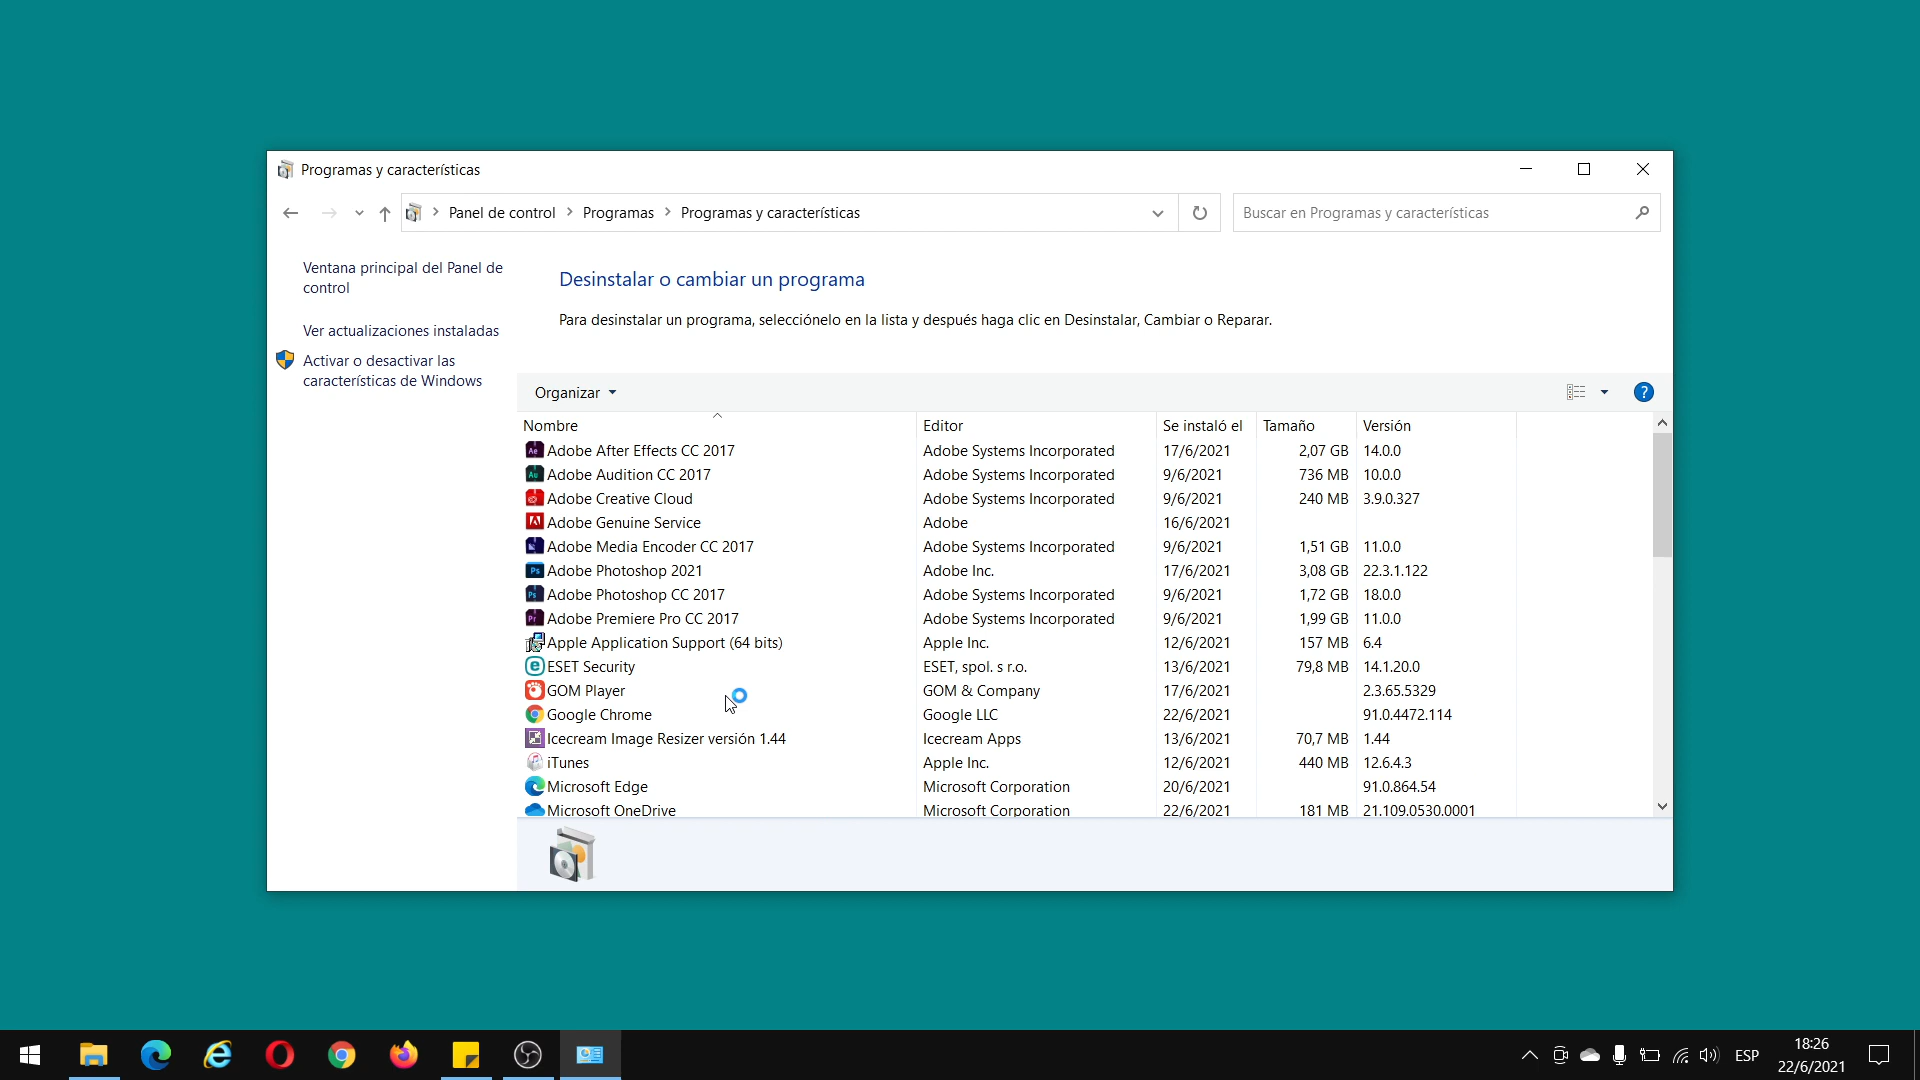 Programas y características
Panel de control Programas Programas y características
Buscar en Programas y características
Ventana principal del Panel de
control
Ver actualizaciones instaladas
Activar o desactivar las
características de Windows
Desinstalar o cambiar un programa
Para desinstalar un programa, selecciónelo en la lista y después haga clic en Desinstalar, Cambiar o Reparar.
Organizar
Nombre Editor Se instaló el Tamaño Versión
Adobe After Effects CC 2017 Adobe Systems Incorporated 17/6/2021 2,07 GB 14.0.0
Adobe Audition CC 2017 Adobe Systems Incorporated 9/6/2021 736 MB 10.0.0
Adobe Creative Cloud Adobe Systems Incorporated 9/6/2021 240 MB 3.9.0.327
Adobe Genuine Service Adobe 16/6/2021
Adobe Media Encoder CC 2017 Adobe Systems Incorporated 9/6/2021 1,51 GB 11.0.0
Adobe Photoshop 2021 Adobe Inc. 17/6/2021 3,08 GB 22.3.1.122
Adobe Photoshop CC 2017 Adobe Systems Incorporated 9/6/2021 1,72 GB 18.0.0
Adobe Premiere Pro CC 2017 Adobe Systems Incorporated 9/6/2021 1,99 GB 11.0.0
Apple Application Support (64 bits) Apple Inc. 12/6/2021 157 MB 6.4
ESET Security ESET, spol. s r.o. 13/6/2021 79,8 MB 14.1.20.0
GOM Player GOM & Company 17/6/2021 2.3.65.5329
Google Chrome Google LLC 22/6/2021 91.0.4472.114
Icecream Image Resizer versión 1.44 Icecream Apps 13/6/2021 70,7 MB 1.44
iTunes Apple Inc. 12/6/2021 440 MB 12.6.4.3
Microsoft Edge Microsoft Corporation 20/6/2021 91.0.864.54
Microsoft OneDrive Microsoft Corporation 22/6/2021 181 MB 21.109.0530.0001
ESP
18:26
22/6/2021